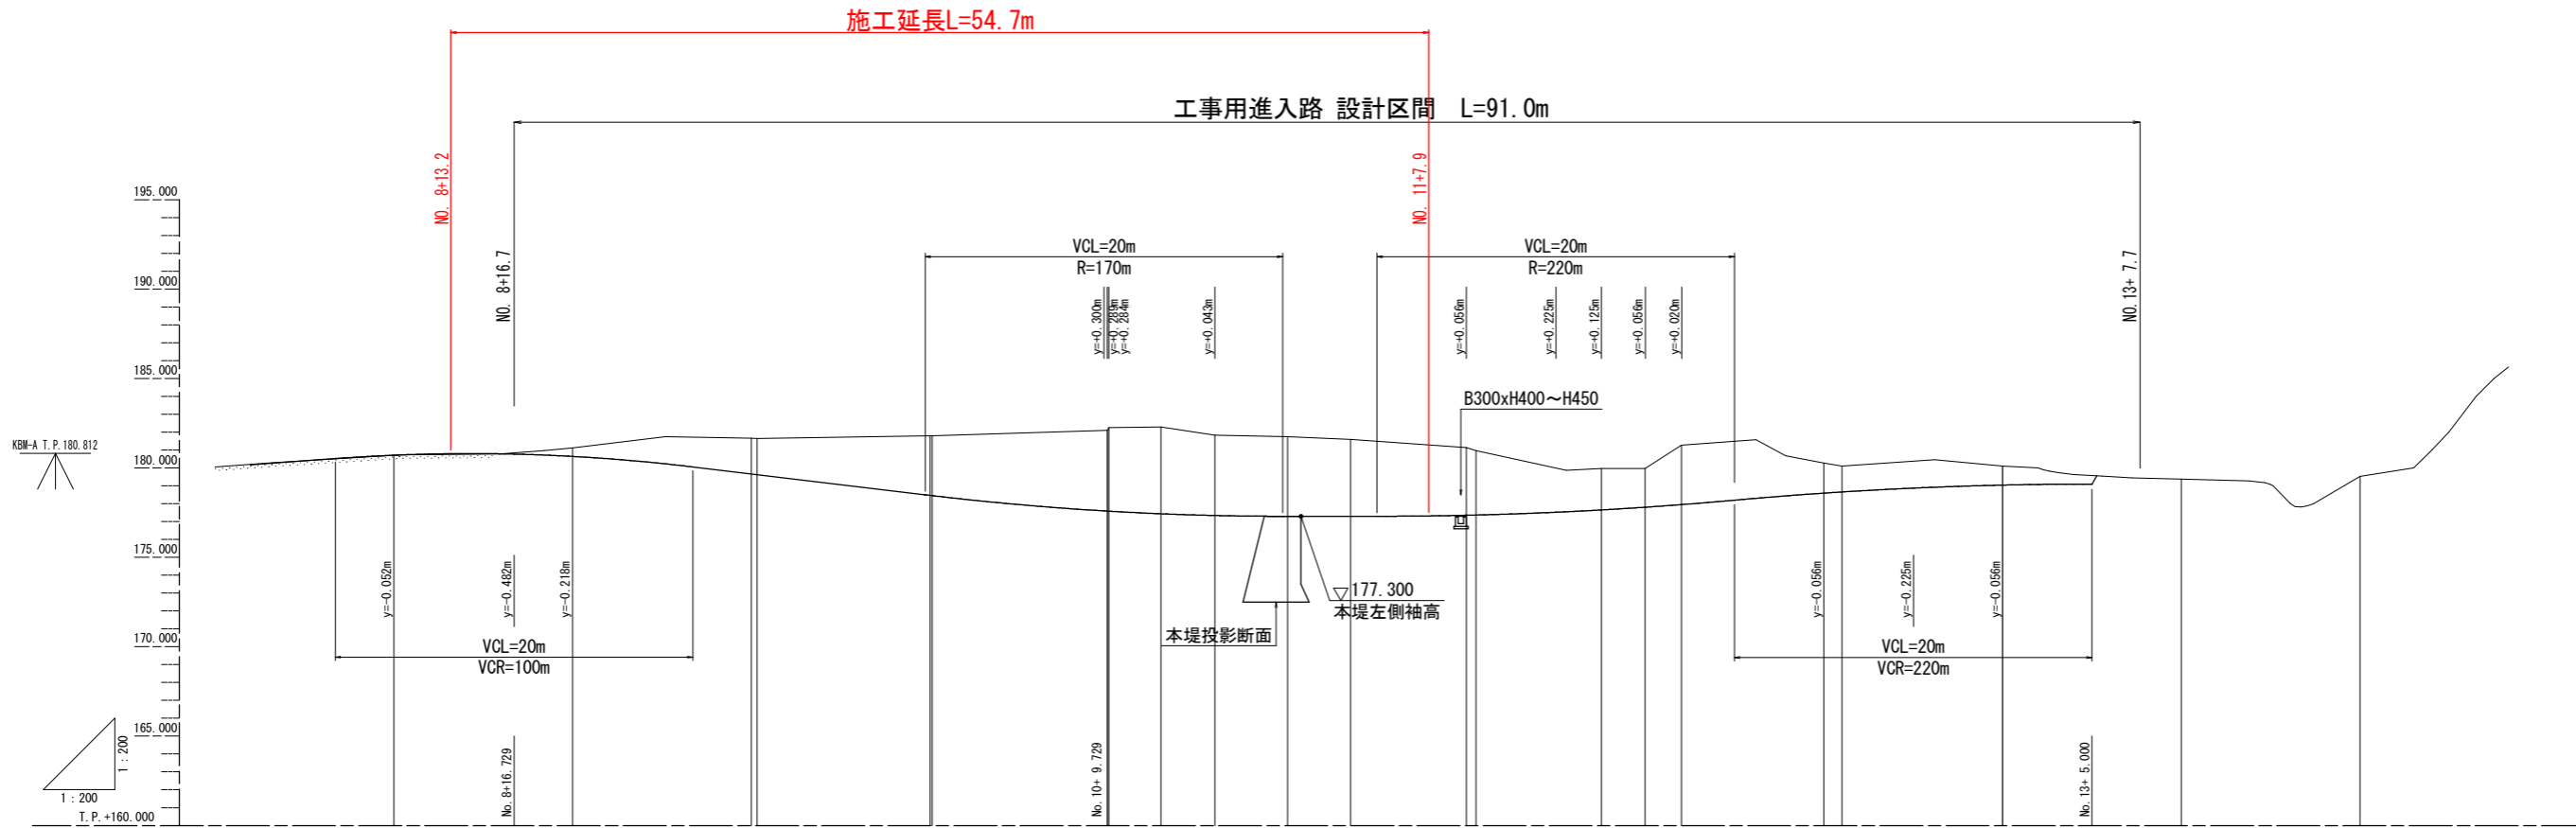 施工延長L=54.7m
工事用進入路 設計区間 L=91.0m
NO. 8+13.2
NO. 11+7.9
NO. 8+16.7
NO.13+ 7.7
195.000
190.000
185.000
180.000
175.000
170.000
165.000
T.P.+160.000
KBM-A T.P.180.812
VCL=20m
R=170m
VCL=20m
R=220m
y=+0.300m
y=+0.289m
y=+0.284m
y=+0.043m
y=+0.056m
y=+0.225m
y=+0.125m
y=+0.056m
y=+0.020m
B300xH400～H450
y=-0.052m
y=-0.482m
y=-0.218m
▽177.300
本堤左側袖高
本堤投影断面
y=-0.056m
y=-0.225m
y=-0.056m
VCL=20m
VCR=100m
VCL=20m
VCR=220m
1:200
1:200
No.8+16.729
No.10+ 9.729
No.13+ 5.000